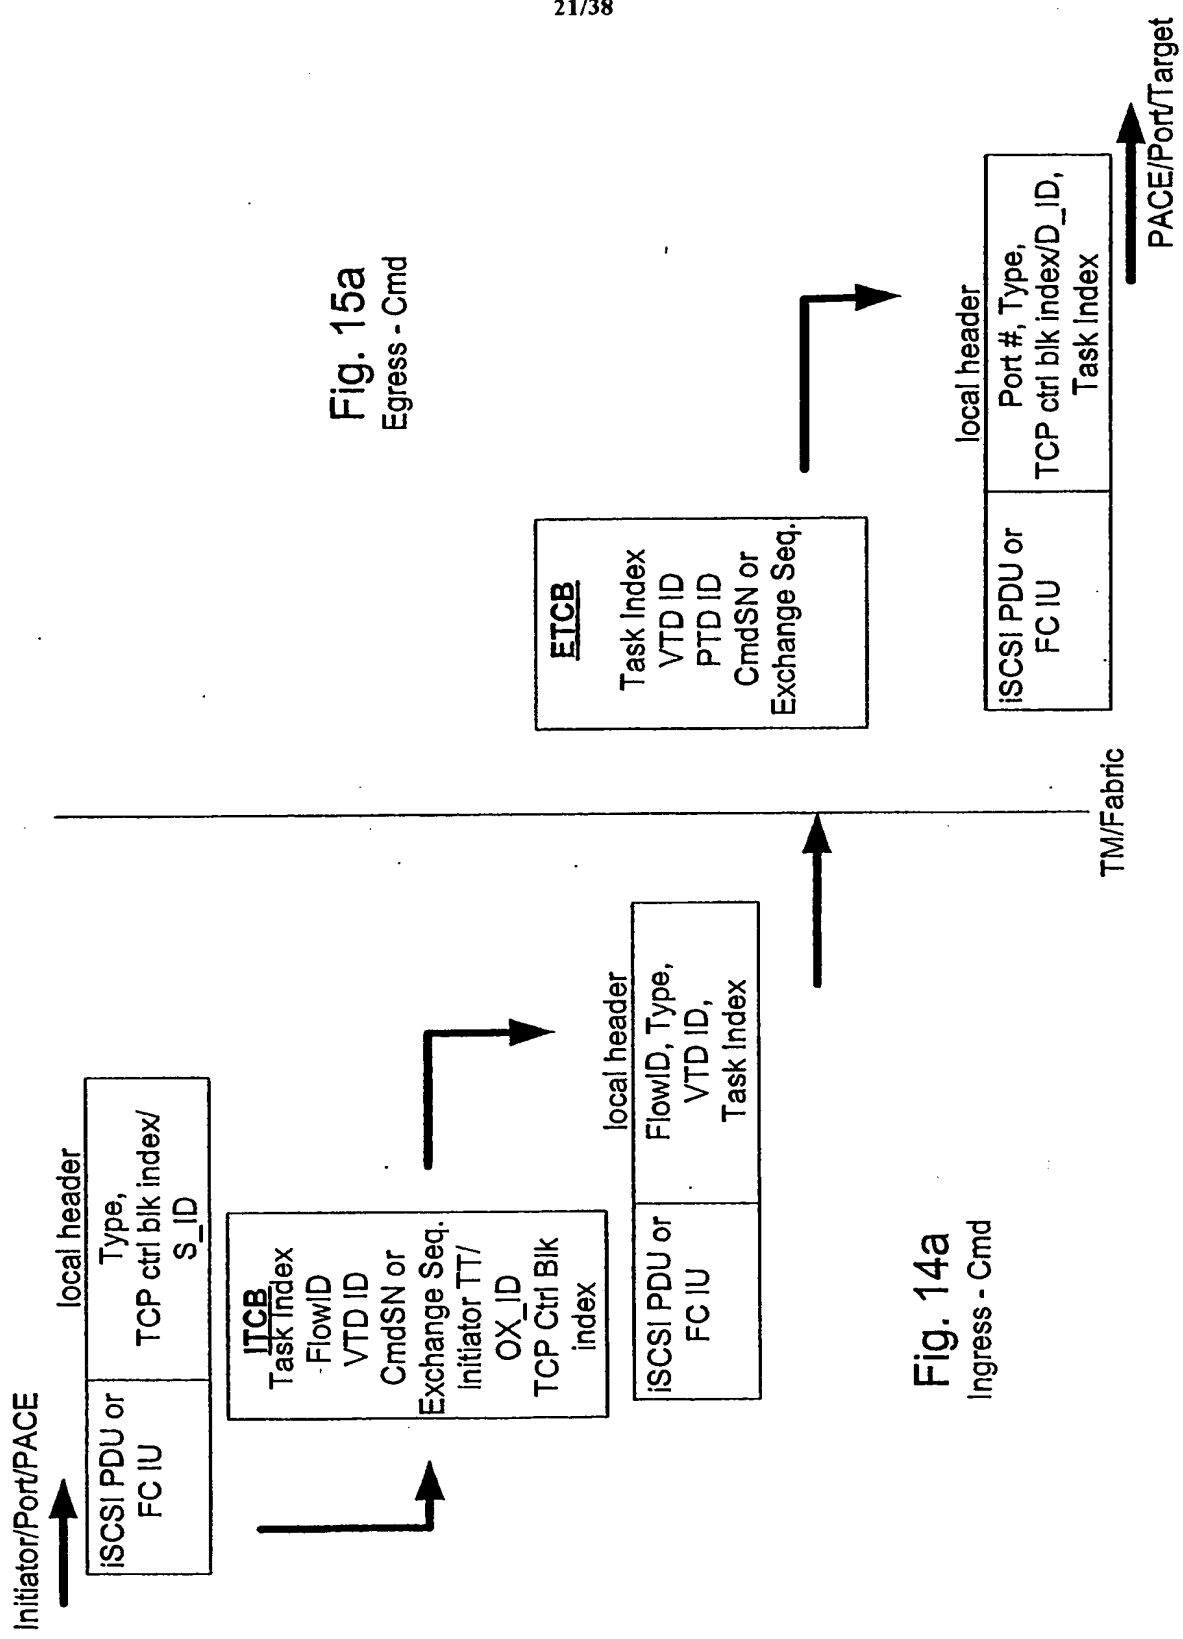 21/38
Initiator/Port/PACE
local header
iSCSI PDU or
FC IU
Type,
TCP ctrl blk index/
S_ID
ITCB
Task Index
FlowID
VTD ID
CmdSN or
Exchange Seq.
Initiator TT/
OX_ID
TCP Ctrl Blk
index
local header
iSCSI PDU or
FC IU
FlowID, Type,
VTD ID,
Task Index
Fig. 14a
Ingress - Cmd
TM/Fabric
Fig. 15a
Egress - Cmd
ETCB
Task Index
VTD ID
PTD ID
CmdSN or
Exchange Seq.
local header
iSCSI PDU or
FC IU
Port #, Type,
TCP ctrl blk index/D_ID,
Task Index
PACE/Port/Target